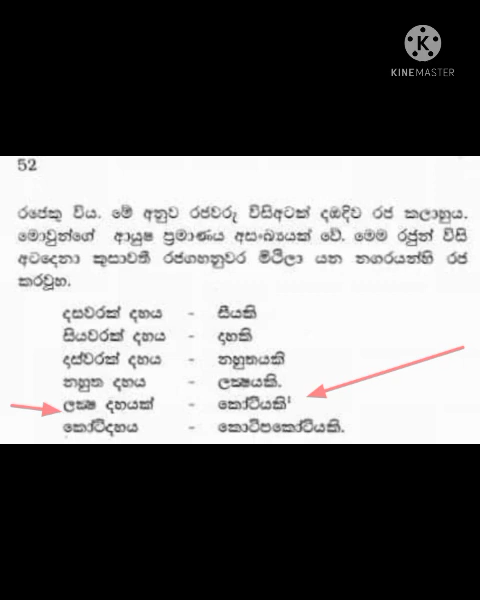 KINEMASTER
52
රජෙකු විය. මේ අනුව රජවරු විසිඅටක් දඹදිව රජ කලාහුය.
මොවුන්ගේ ආයුෂ ප්‍රමාණය අසංඛ්‍යයක් වේ. මෙම රජුන් විසි
අටදෙනා කුසාවතී රජගහනුවර මිථිලා යන නගරයන්හි රජ
කරවූහ.
දසවරක් දහය - සීයකි
සියවරක් දහය - දහකි
දස්වරක් දහය - නහුතයකි
නහුත දහය - ලක්‍ෂයකි.
ලක්‍ෂ දහයක් - කෝටියකි¹
කෝටිදහය - කොටිපකෝටියකි.